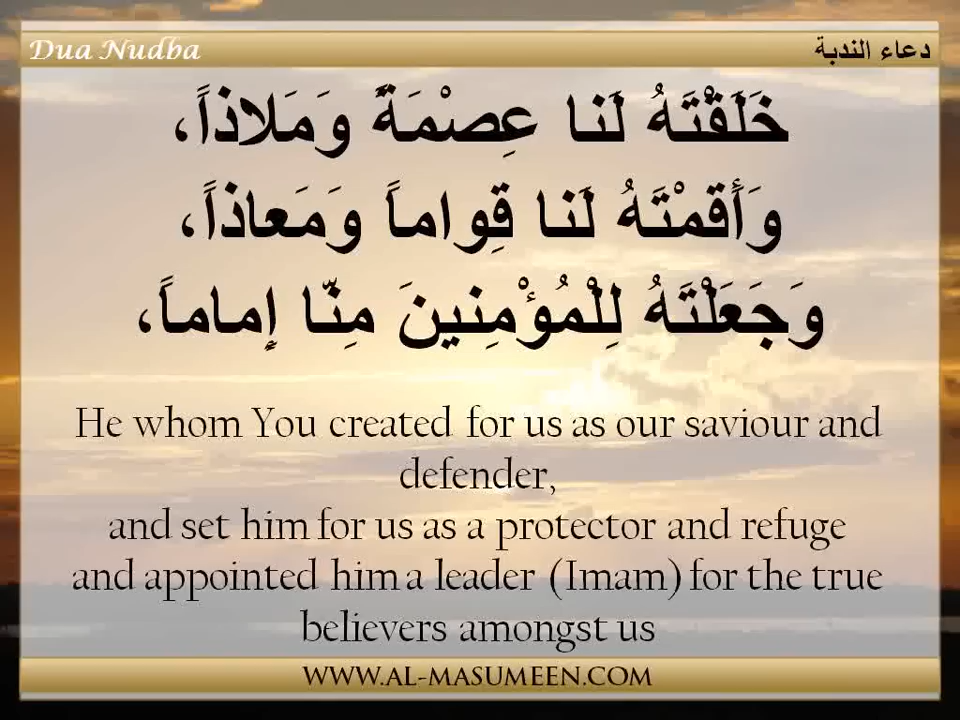 Dua Nudba
دعاء الندبة
خَلَقْتَهُ لَنا عِصْمَةً وَمَلاذاً،
وَأَقمْتَهُ لَنا قِواماً وَمَعاذاً،
وَجَعَلْتَهُ لِلْمُؤْمِنينَ مِنّا إِماماً،
He whom You created for us as our saviour and
defender,
and set him for us as a protector and refuge
and appointed him a leader (Imam) for the true
believers amongst us
WWW.AL-MASUMEEN.COM